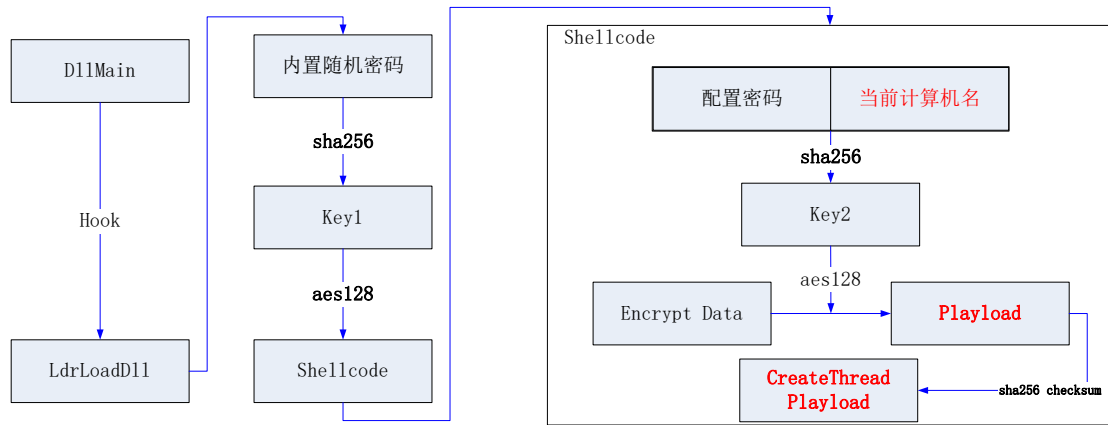 DllMain
Hook
LdrLoadDll
内置随机密码
sha256
Key1
aes128
Shellcode
Shellcode
配置密码
当前计算机名
sha256
Key2
aes128
Encrypt Data
Playload
sha256 checksum
CreateThread
Playload